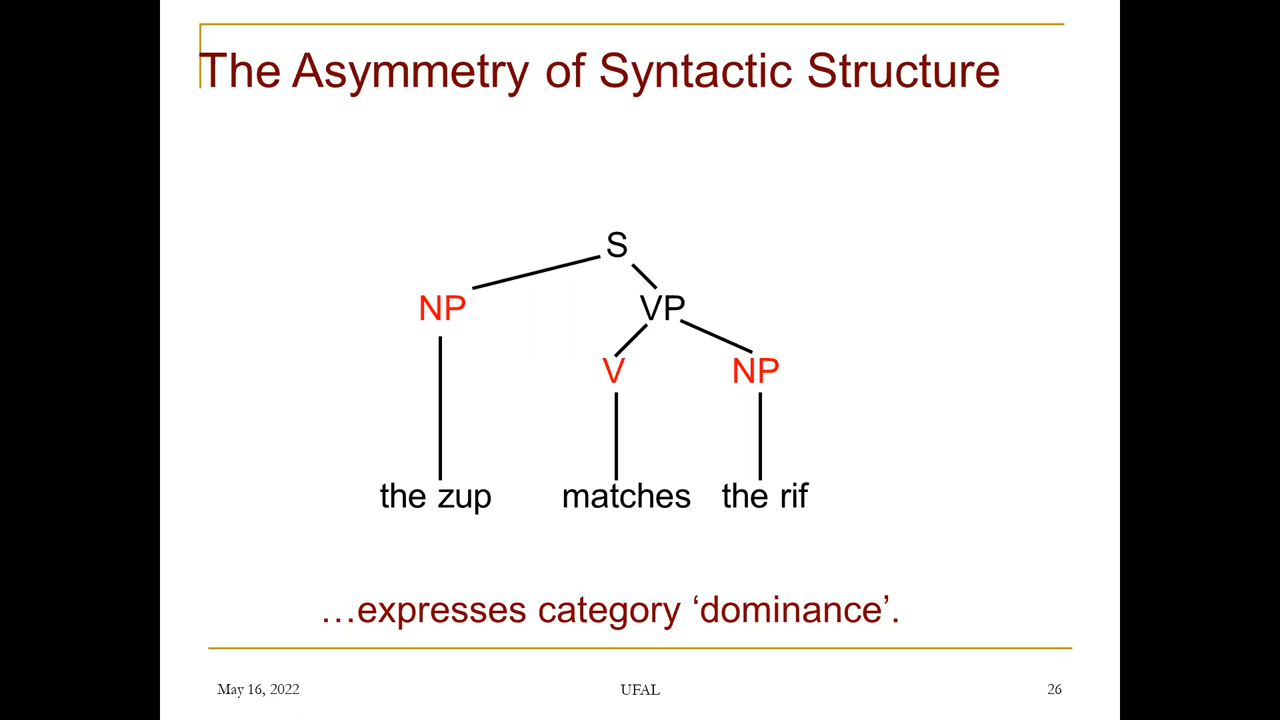 The Asymmetry of Syntactic Structure
S
NP VP
V NP
the zup matches the rif
…expresses category ‘dominance’.
May 16, 2022 UFAL 26